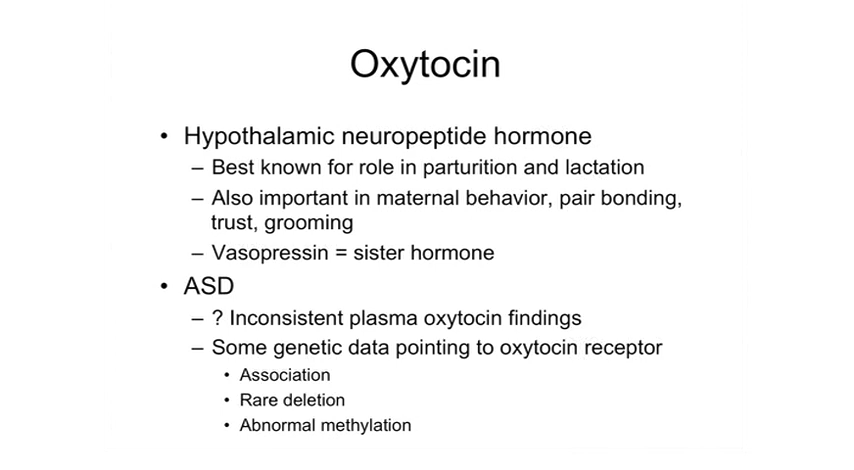 Oxytocin
• Hypothalamic neuropeptide hormone
– Best known for role in parturition and lactation
– Also important in maternal behavior, pair bonding,
trust, grooming
– Vasopressin = sister hormone
• ASD
– ? Inconsistent plasma oxytocin findings
– Some genetic data pointing to oxytocin receptor
• Association
• Rare deletion
• Abnormal methylation